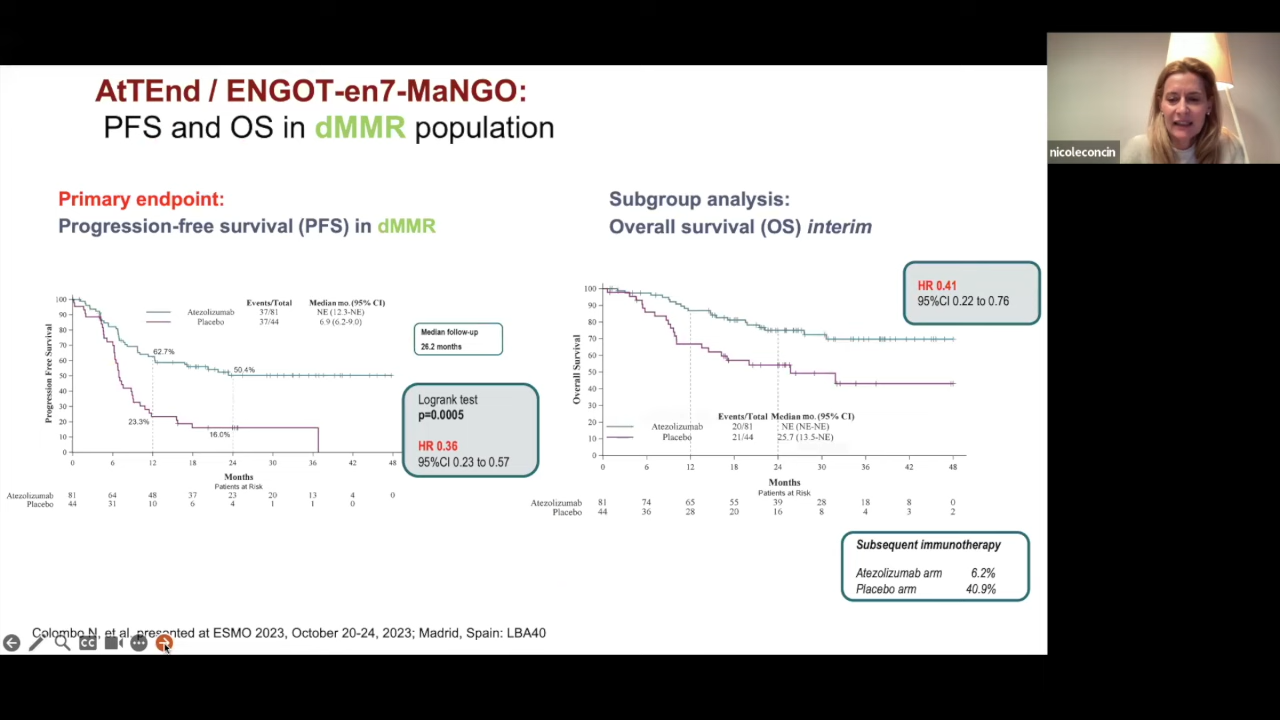 AtTEnd / ENGOT-en7-MaNGO:
PFS and OS in dMMR population
nicoleconcin
Primary endpoint:
Progression-free survival (PFS) in dMMR
Subgroup analysis:
Overall survival (OS) interim
Events/Total Median mo. (95% CI)
Atezolizumab 37/81 NE (12.3-NE)
Placebo 37/44 6.9 (6.2-9.0)
Progression Free Survival
100
90
80
70
60
50
40
30
20
10
0
62.7%
50.4%
23.3%
16.0%
0 6 12 18 24 30 36 42 48
Months
Patients at Risk
Atezolizumab 81 64 48 37 23 20 13 4 0
Placebo 44 31 10 6 4 1 1 0
Median follow-up
26.2 months
Logrank test
p=0.0005
HR 0.36
95%CI 0.23 to 0.57
HR 0.41
95%CI 0.22 to 0.76
Overall Survival
100
90
80
70
60
50
40
30
20
10
0
Events/Total Median mo. (95% CI)
Atezolizumab 20/81 NE (NE-NE)
Placebo 21/44 25.7 (13.5-NE)
0 6 12 18 24 30 36 42 48
Months
Patients at Risk
Atezolizumab 81 74 65 55 39 28 18 8 0
Placebo 44 36 28 20 16 8 4 3 2
Subsequent immunotherapy
Atezolizumab arm 6.2%
Placebo arm 40.9%
Colombo N, et al. presented at ESMO 2023, October 20-24, 2023; Madrid, Spain: LBA40
CC